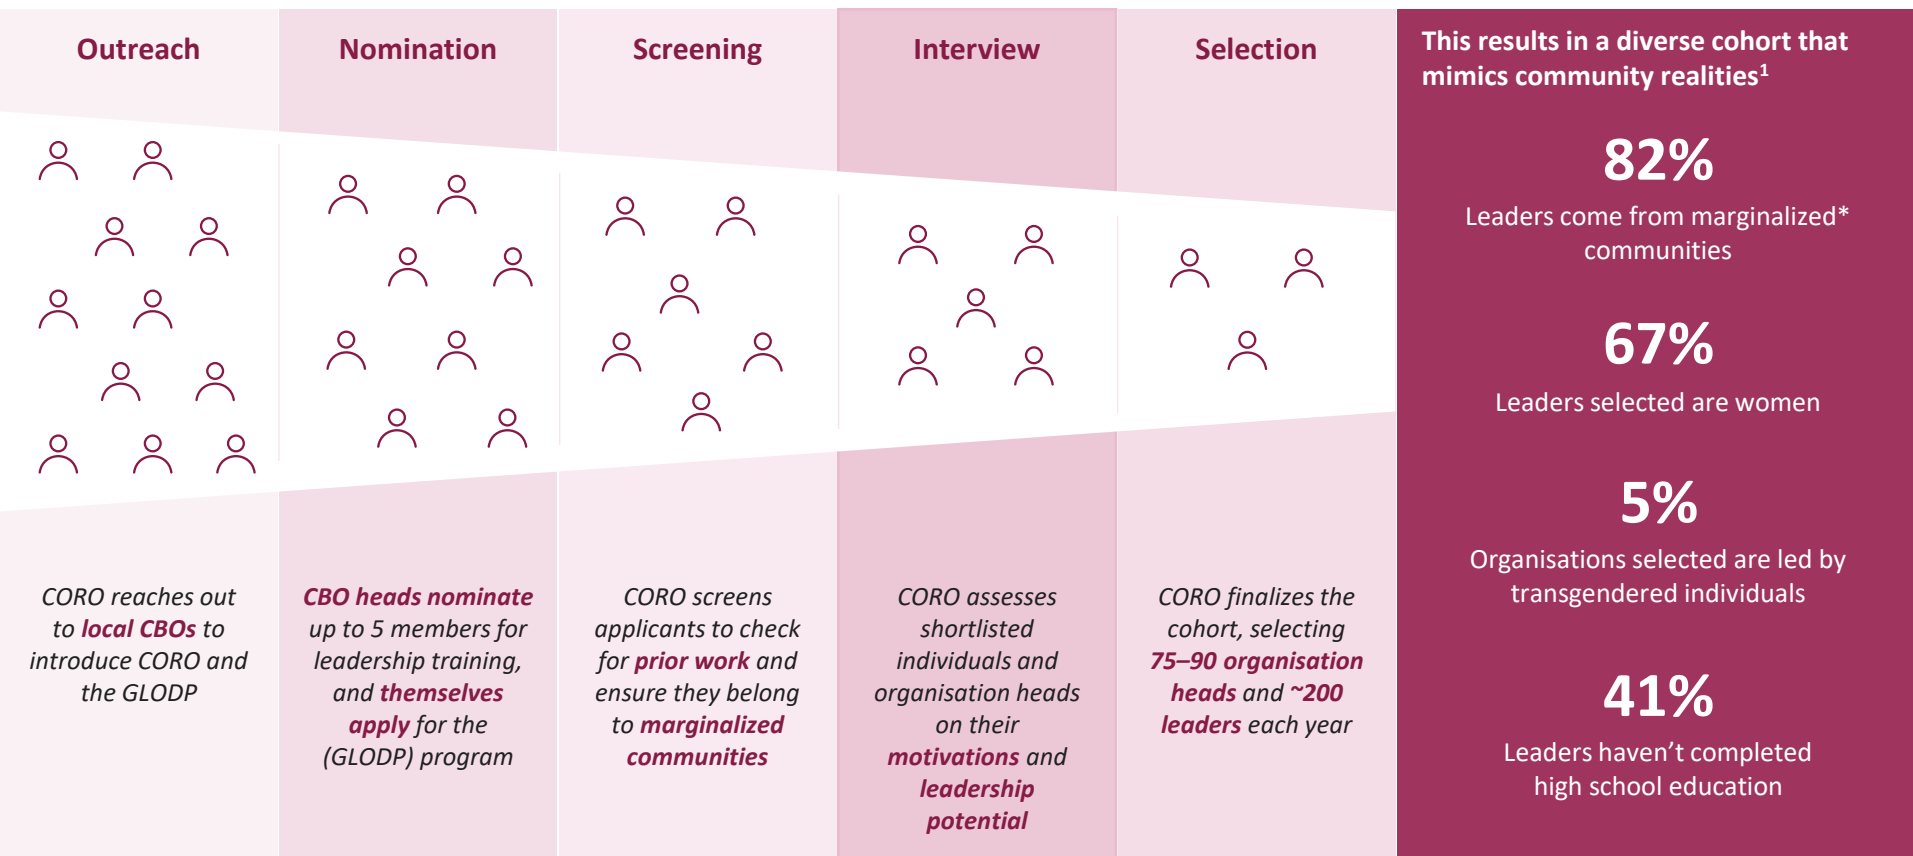 Outreach
CORO reaches out
to local CBOs to
introduce CORO and
the GLODP
Nomination
CBO heads nominate
up to 5 members for
leadership training,
and themselves
apply for the
(GLODP) program
Screening
CORO screens
applicants to check
for prior work and
ensure they belong
to marginalized
communities
Interview
CORO assesses
shortlisted
individuals and
organisation heads
on their
motivations and
leadership
potential
Selection
CORO finalizes the
cohort, selecting
75–90 organisation
heads and ~200
leaders each year
This results in a diverse cohort that
mimics community realities¹
82%
Leaders come from marginalized*
communities
67%
Leaders selected are women
5%
Organisations selected are led by
transgendered individuals
41%
Leaders haven’t completed
high school education